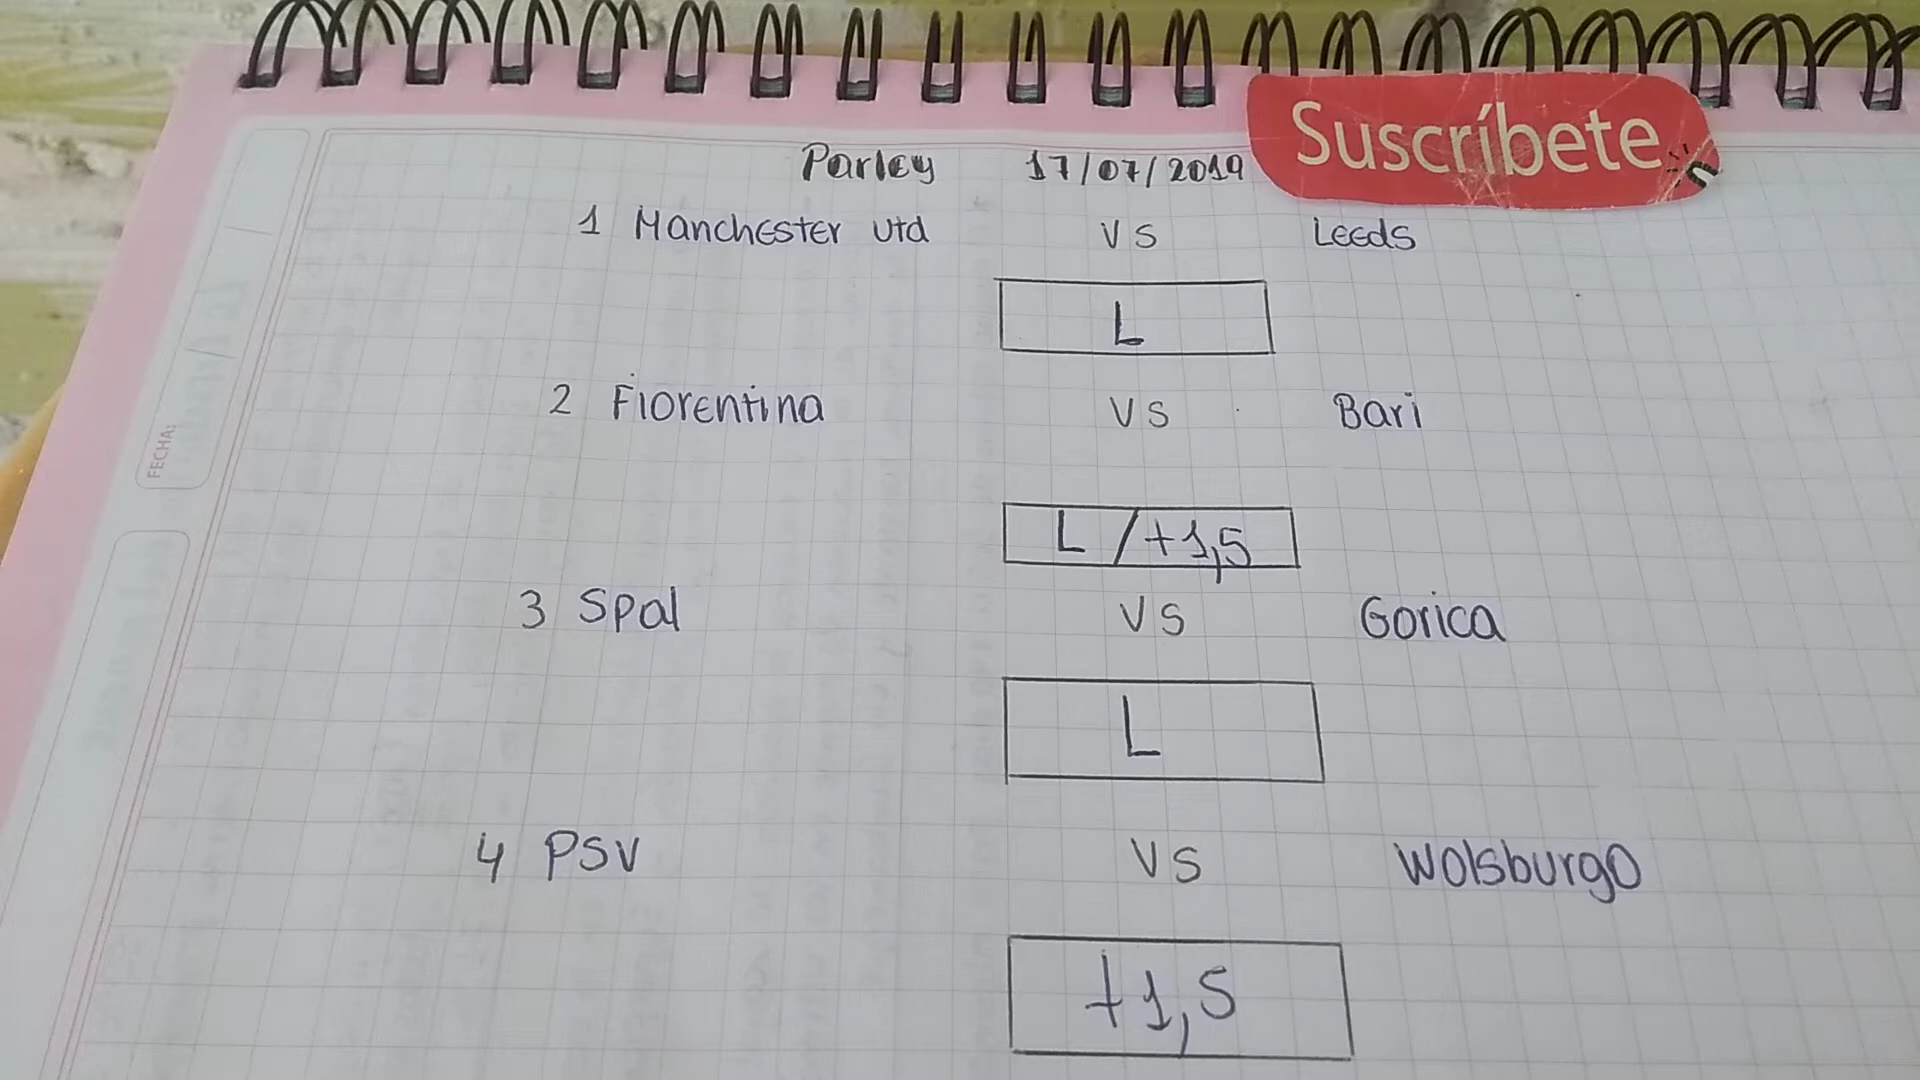 Suscríbete
Parley 17/07/2019
1 Manchester Utd VS Leeds
L
2 Fiorentina VS Bari
L/+1,5
3 Spal VS Gorica
L
4 PSV VS Wolsburgo
+1,5
FECHA: